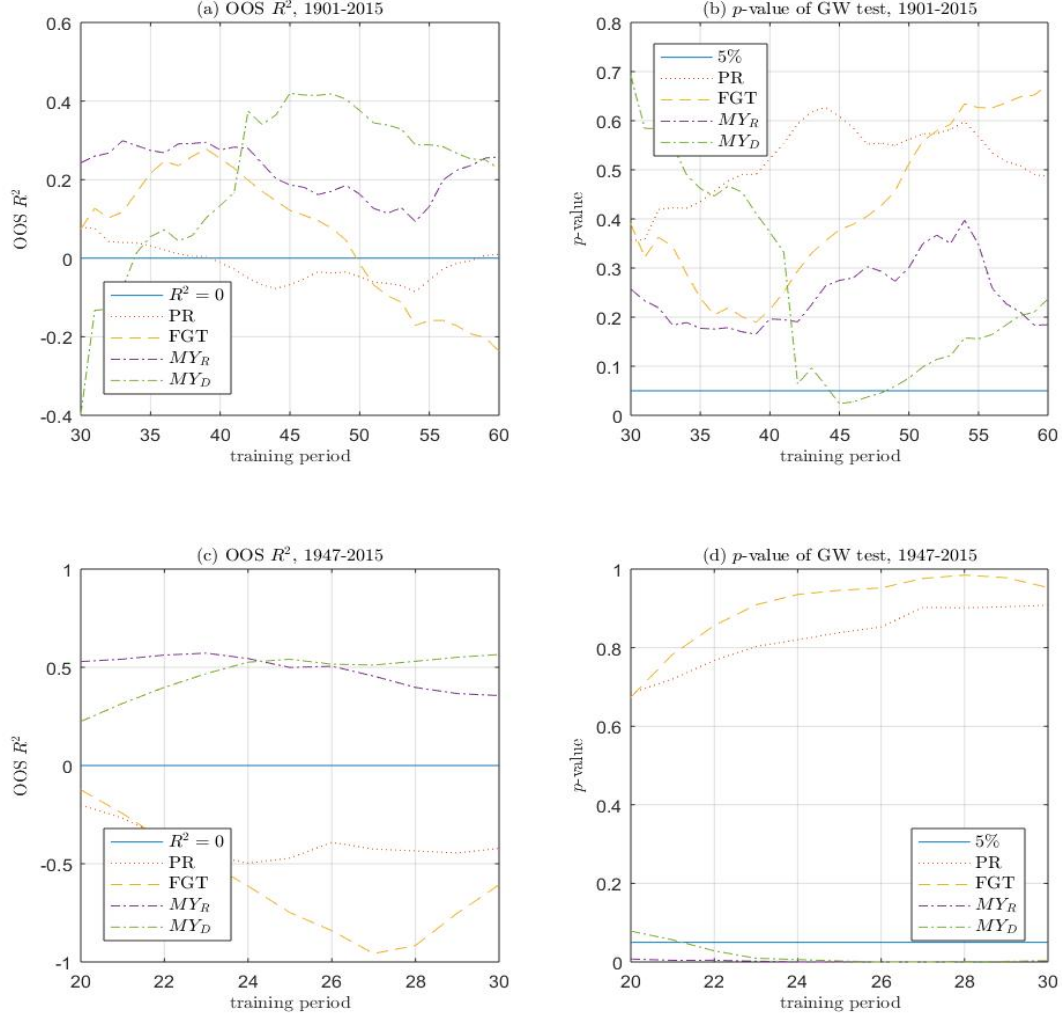 (a) OOS R², 1901-2015
0.6
0.4
0.2
0
-0.2
-0.4
OOS R²
R² = 0
PR
FGT
MY_R
MY_D
30 35 40 45 50 55 60
training period
(b) p-value of GW test, 1901-2015
0.8
0.7
0.6
0.5
0.4
0.3
0.2
0.1
0
p-value
5%
PR
FGT
MY_R
MY_D
30 35 40 45 50 55 60
training period
(c) OOS R², 1947-2015
1
0.5
0
-0.5
-1
OOS R²
R² = 0
PR
FGT
MY_R
MY_D
20 22 24 26 28 30
training period
(d) p-value of GW test, 1947-2015
1
0.8
0.6
0.4
0.2
0
p-value
5%
PR
FGT
MY_R
MY_D
20 22 24 26 28 30
training period